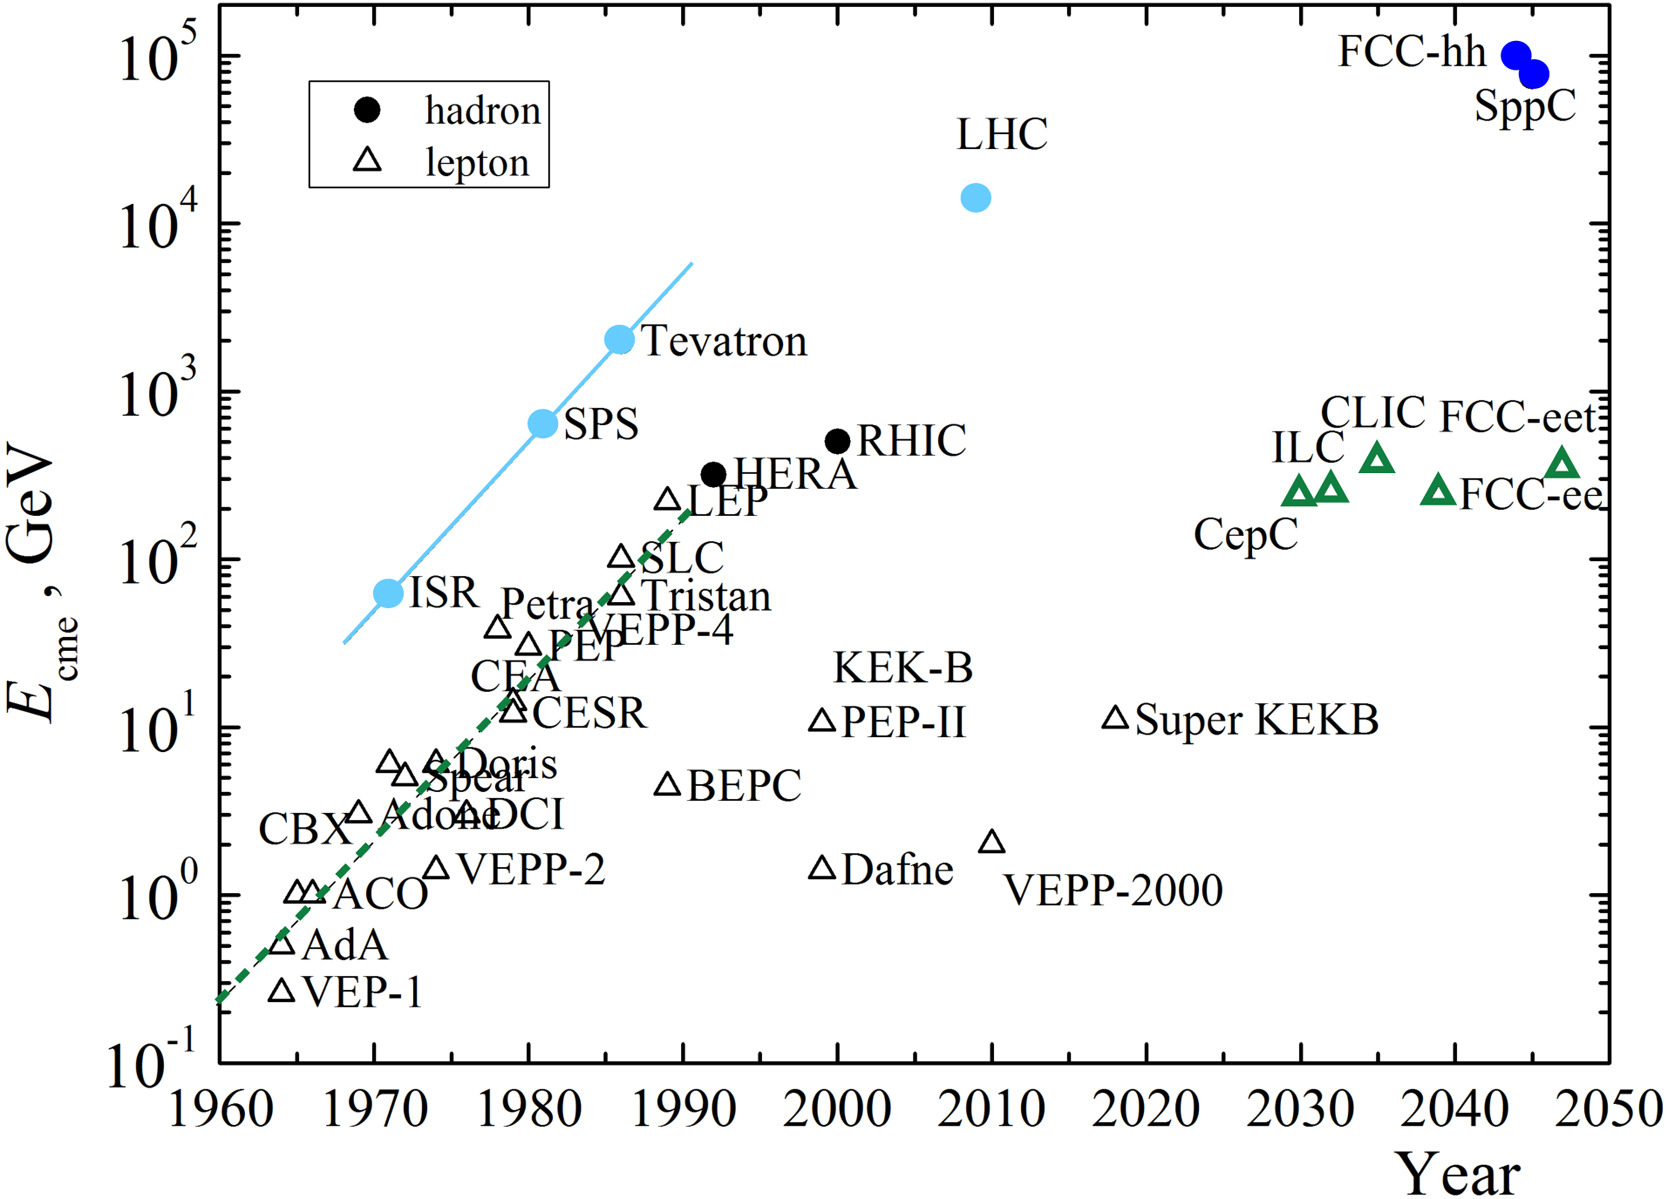 10^5
10^4
10^3
10^2
10^1
10^0
10^-1
E_cme, GeV
hadron
lepton
FCC-hh
SppC
LHC
Tevatron
SPS
RHIC
HERA
LEP
CLIC
FCC-eet
ILC
FCC-ee
CepC
SLC
ISR
Petra
Tristan
VEPP-4
PEP
CEA
CESR
KEK-B
PEP-II
Super KEKB
Doris
Spear
BEPC
CBX
Adone
DCI
VEPP-2
Dafne
VEPP-2000
ACO
AdA
VEP-1
1960 1970 1980 1990 2000 2010 2020 2030 2040 2050
Year